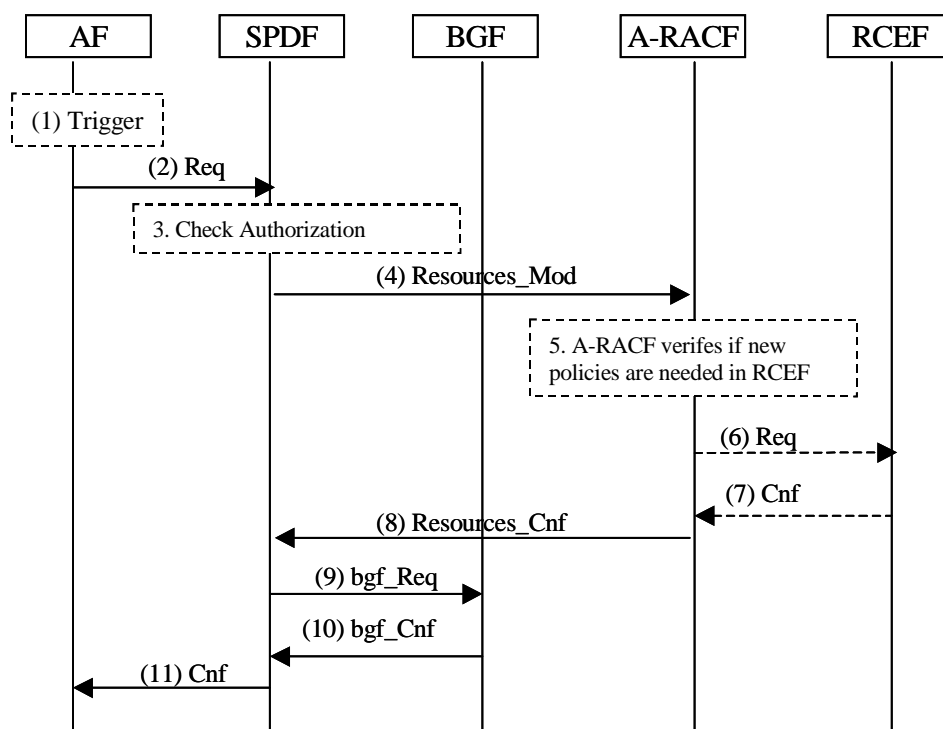 AF
SPDF
BGF
A-RACF
RCEF
(1) Trigger
(2) Req
3. Check Authorization
(4) Resources_Mod
5. A-RACF verifes if new
policies are needed in RCEF
(6) Req
(7) Cnf
(8) Resources_Cnf
(9) bgf_Req
(10) bgf_Cnf
(11) Cnf